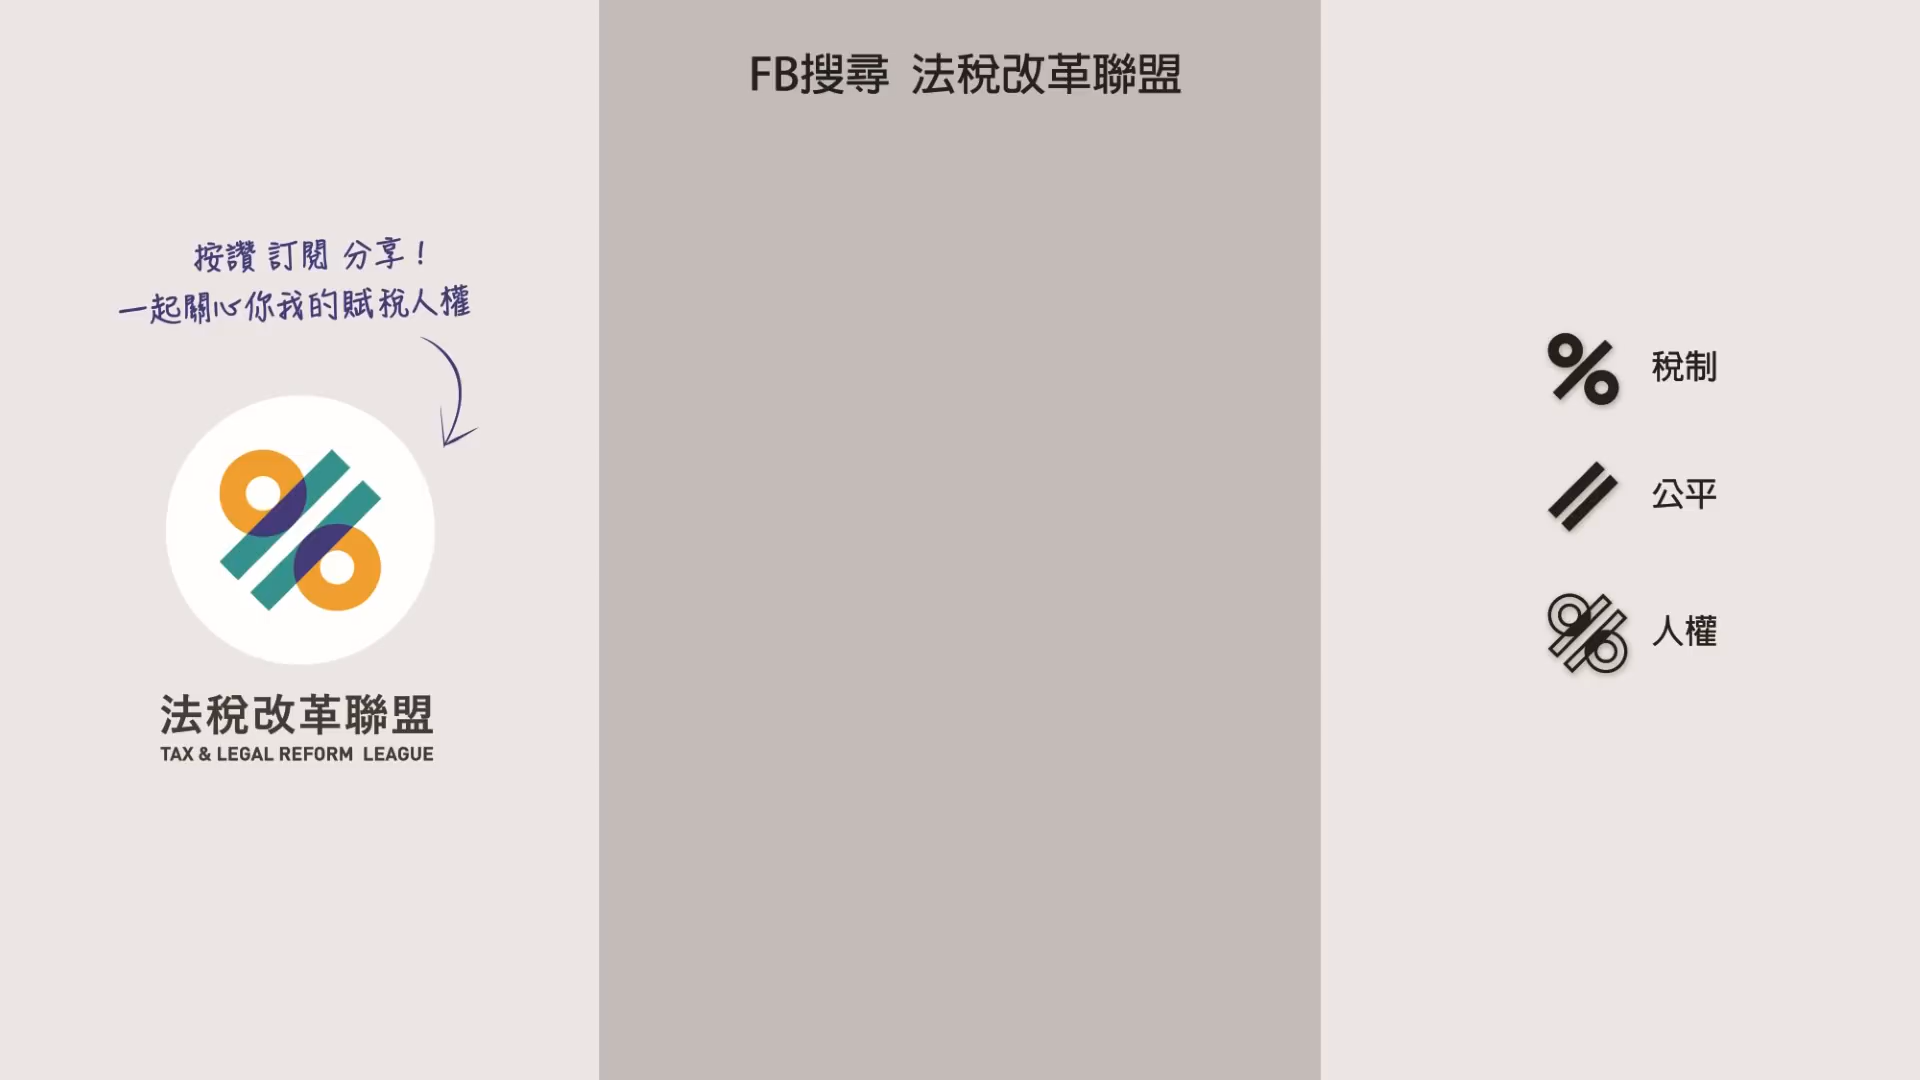 FB搜尋 法稅改革聯盟
按讚 訂閱 分享！
一起關心你我的賦稅人權
法稅改革聯盟
TAX & LEGAL REFORM LEAGUE
稅制
公平
人權